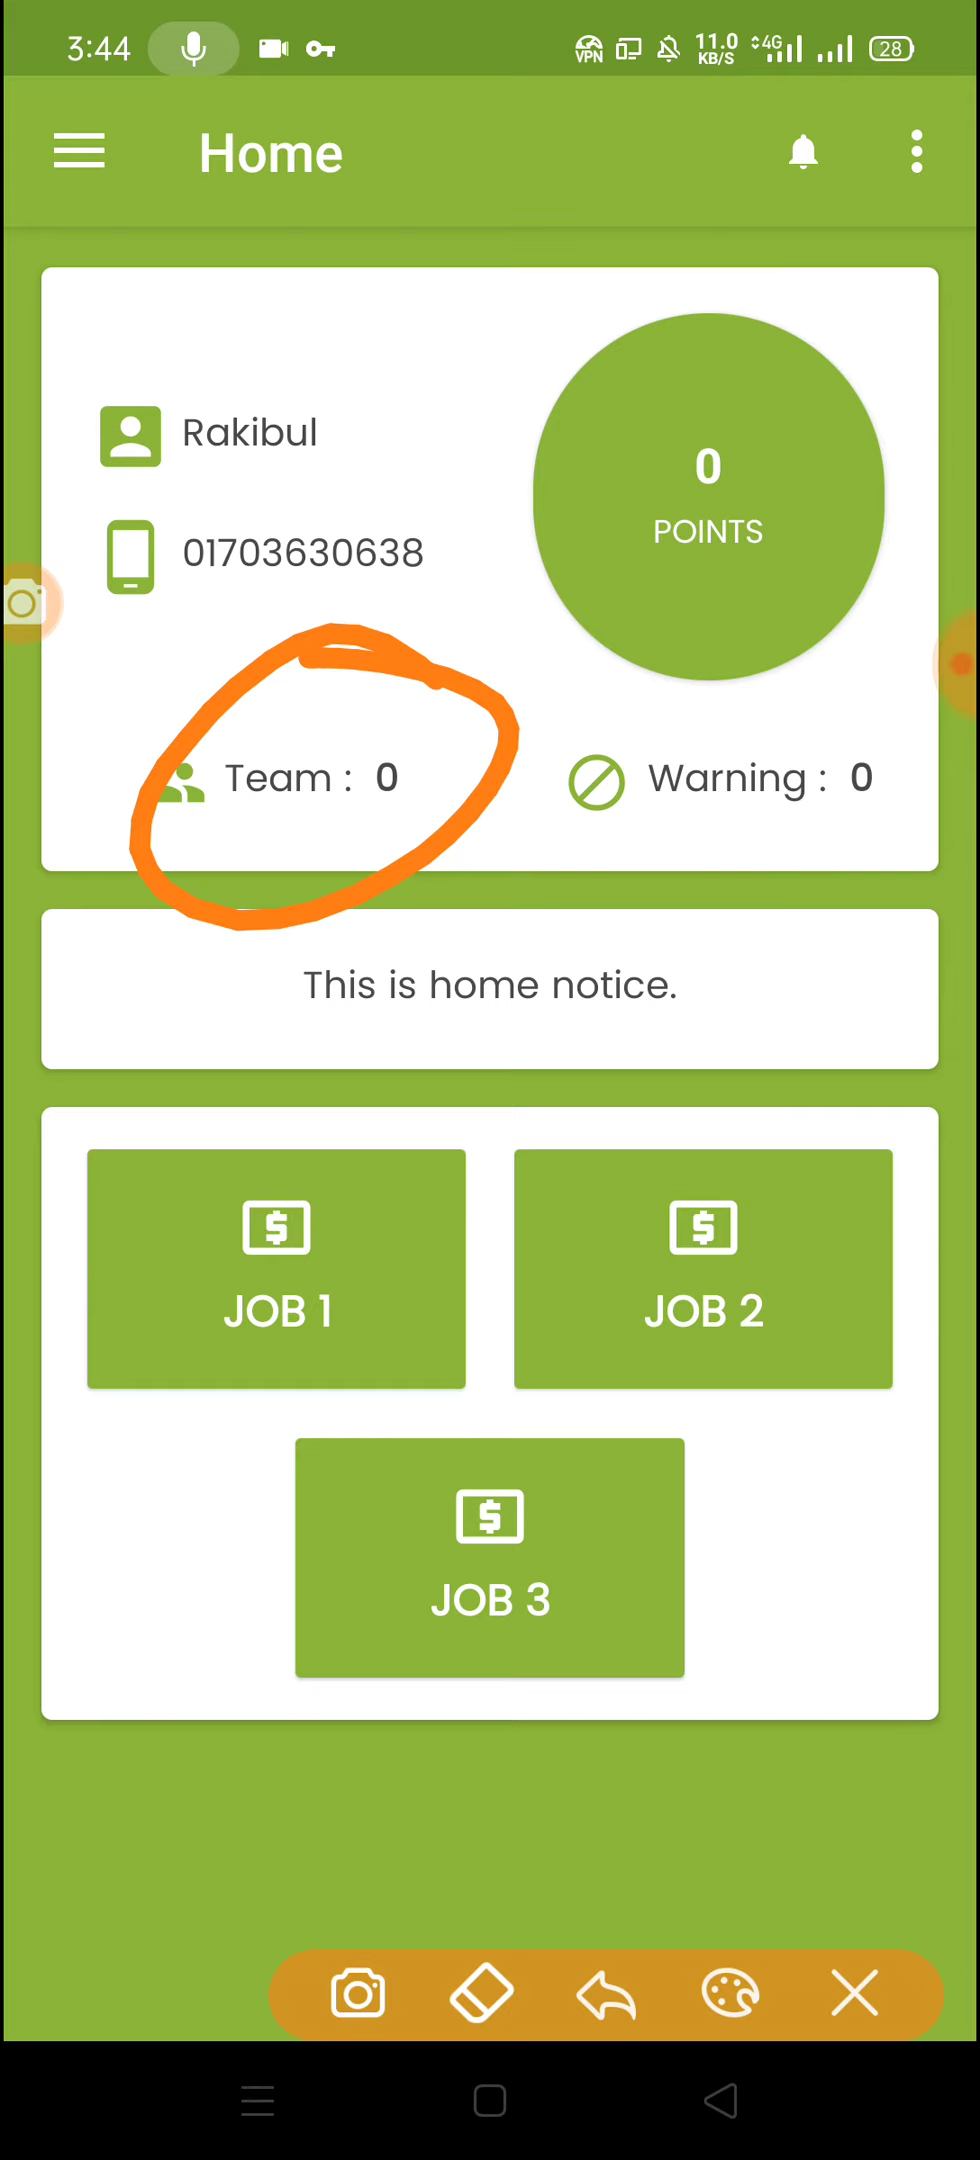 3:44
VPN
11.0
KB/S
4G
28
Home
Rakibul
0
POINTS
01703630638
Team : 0
Warning : 0
This is home notice.
JOB 1
JOB 2
JOB 3